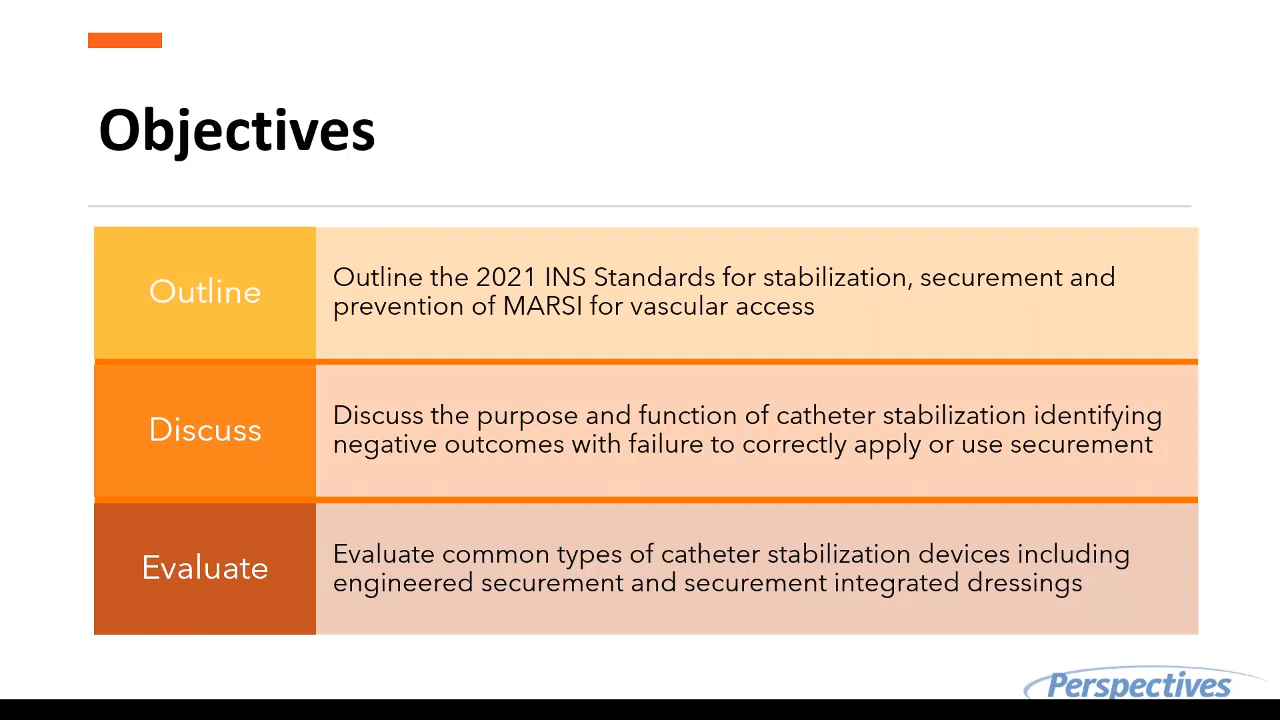 Objectives
Outline
Outline the 2021 INS Standards for stabilization, securement and
prevention of MARSI for vascular access
Discuss
Discuss the purpose and function of catheter stabilization identifying
negative outcomes with failure to correctly apply or use securement
Evaluate
Evaluate common types of catheter stabilization devices including
engineered securement and securement integrated dressings
Perspectives